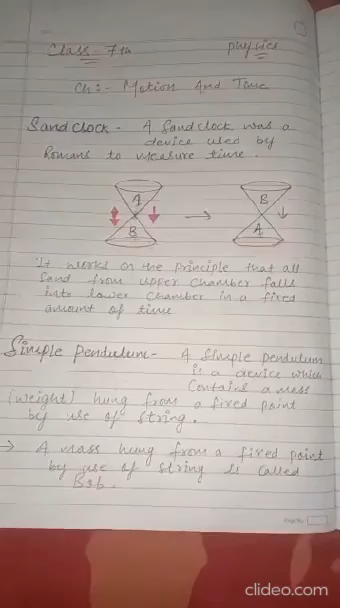 Class - 7th physics
Ch:- Motion And Time
Sand Clock - A Sand clock was a
device used by
Romans to measure time.
A
B
B
A
It works on the principle that all
Sand from upper chamber falls
into lower chamber in a fixed
amount of time
Simple Pendulum - A Simple pendulum
is a device which
Contains a mass
(weight) hung from a fixed point
by use of string.
→ A mass hung from a fixed point
by use of string is called
Bob.
clideo.com